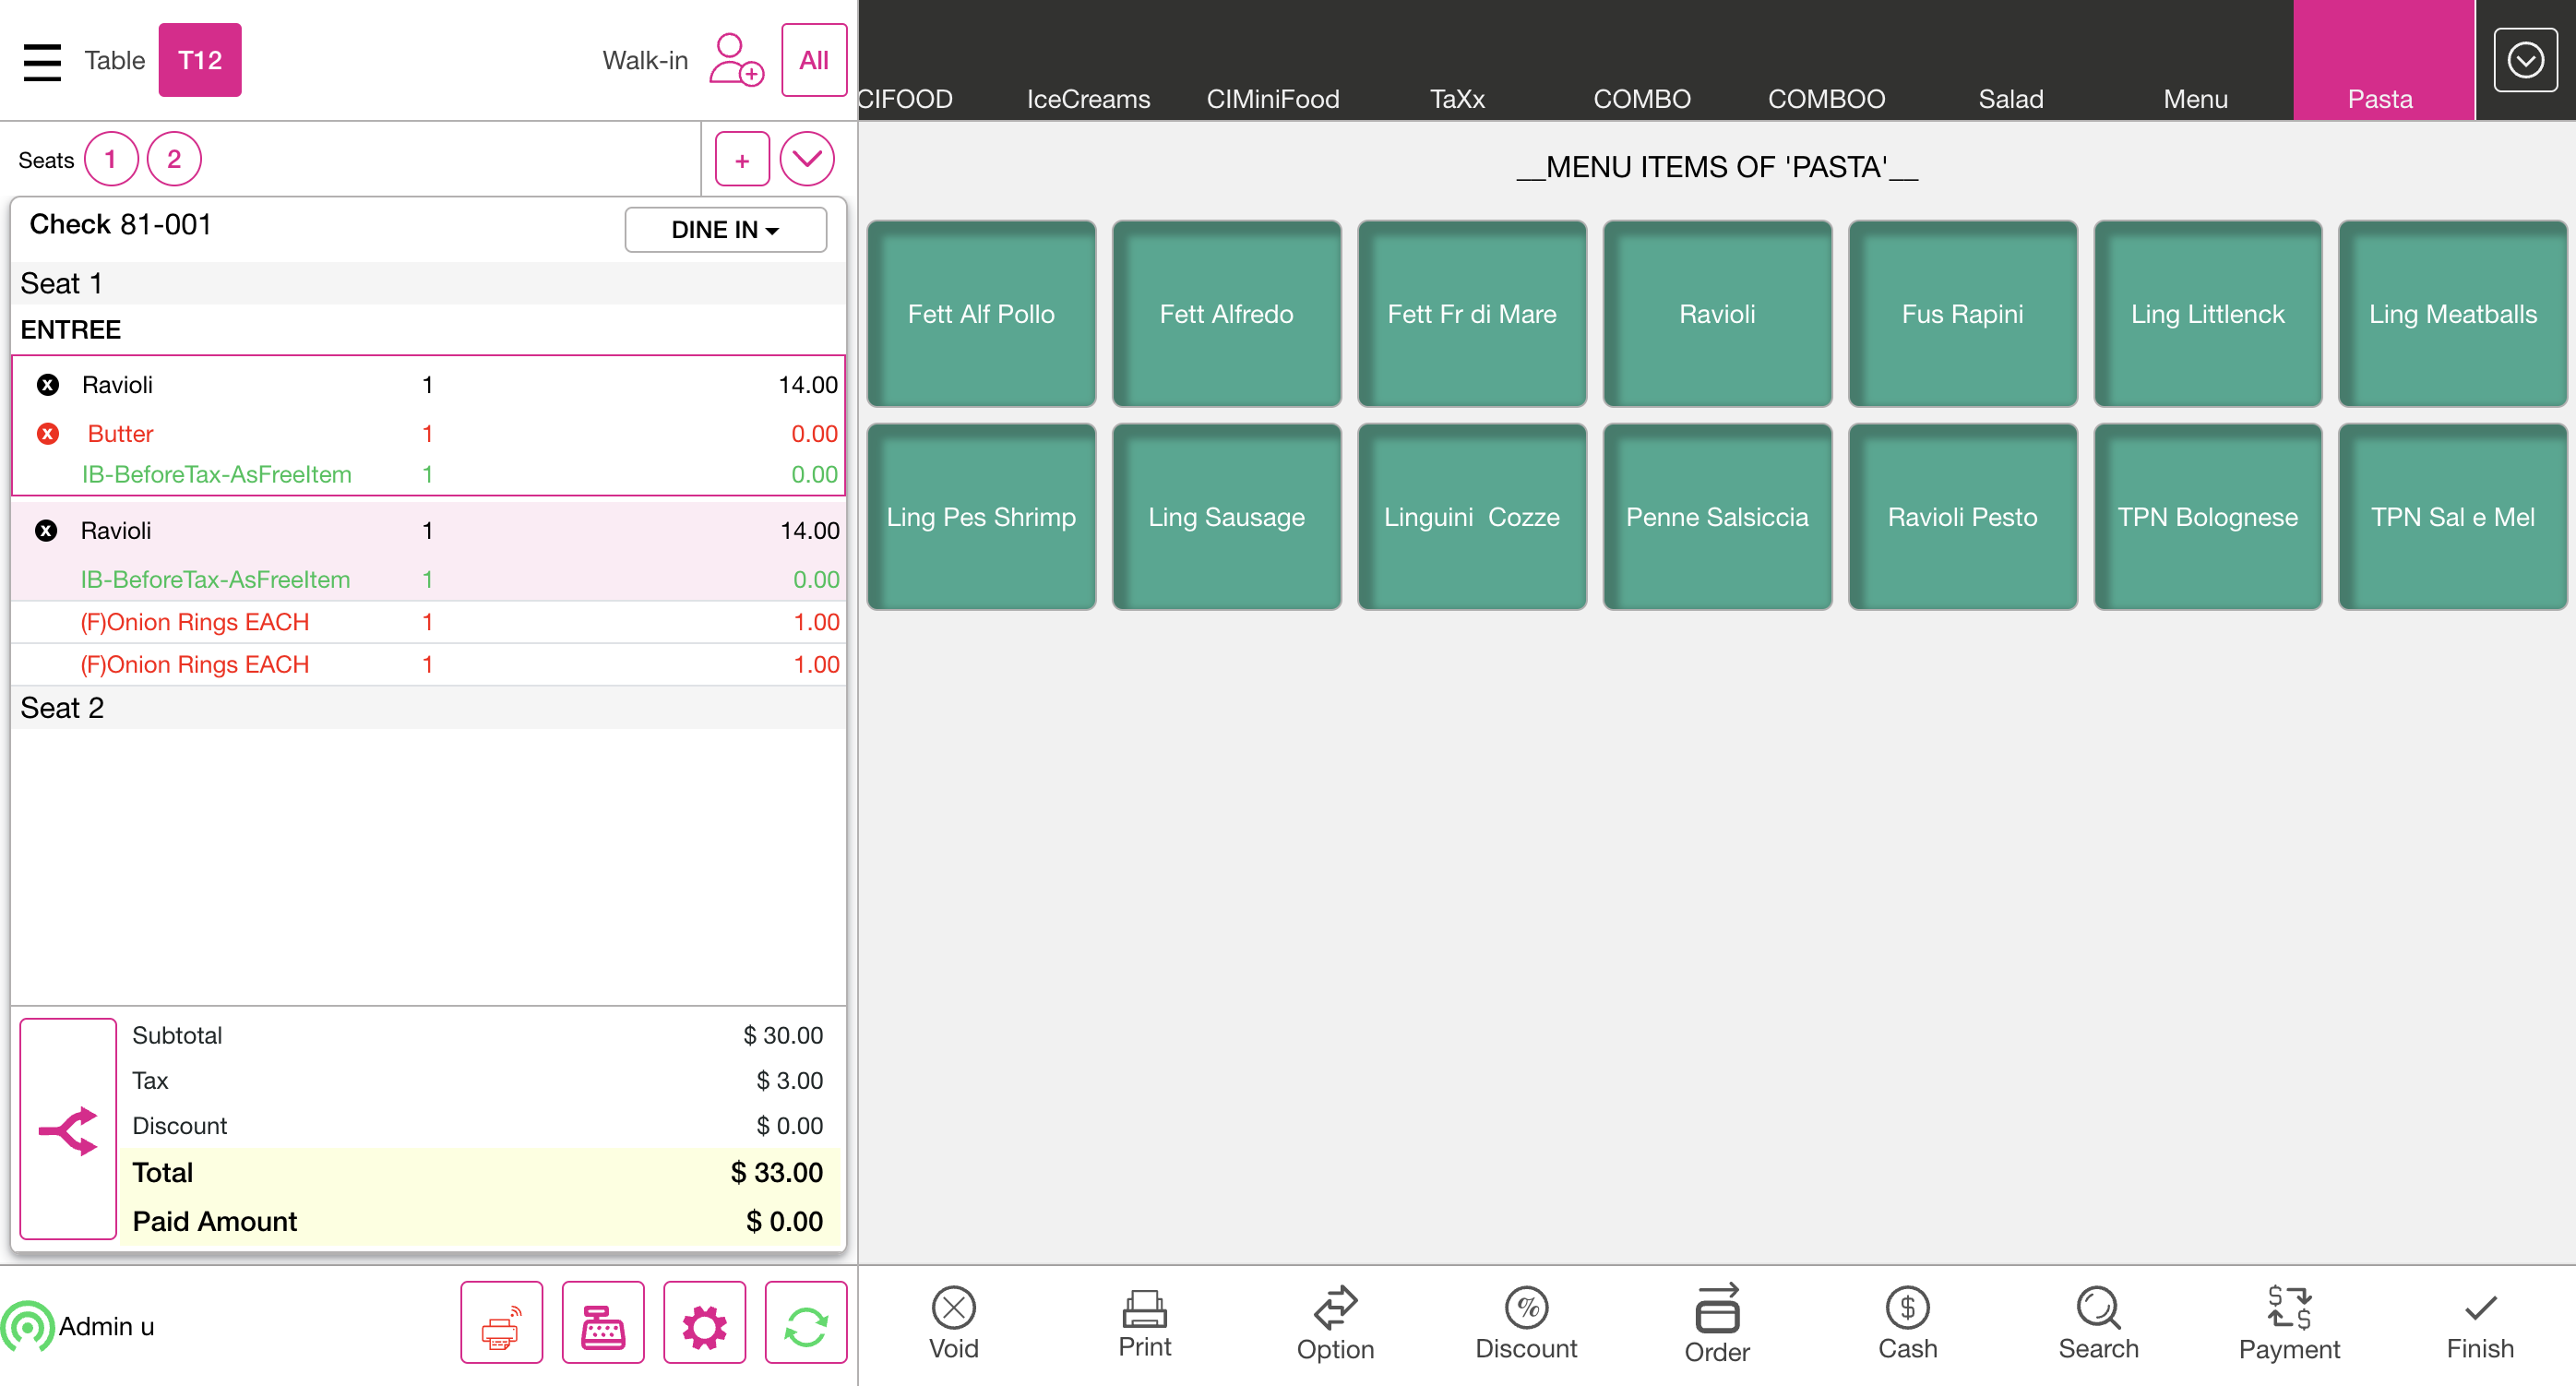 Table T12 Walk-in All
Seats 1 2 +
Check 81-001 DINE IN
Seat 1
ENTREE
x Ravioli 1 14.00
x Butter 1 0.00
IB-BeforeTax-AsFreeItem 1 0.00
x Ravioli 1 14.00
IB-BeforeTax-AsFreeItem 1 0.00
(F)Onion Rings EACH 1 1.00
(F)Onion Rings EACH 1 1.00
Seat 2
Subtotal $ 30.00
Tax $ 3.00
Discount $ 0.00
Total $ 33.00
Paid Amount $ 0.00
Admin u
CIFOOD IceCreams CIMiniFood TaXx COMBO COMBOO Salad Menu Pasta
__MENU ITEMS OF 'PASTA'__
Fett Alf Pollo Fett Alfredo Fett Fr di Mare Ravioli Fus Rapini Ling Littlenck Ling Meatballs
Ling Pes Shrimp Ling Sausage Linguini  Cozze Penne Salsiccia Ravioli Pesto TPN Bolognese TPN Sal e Mel
Void Print Option Discount Order Cash Search Payment Finish